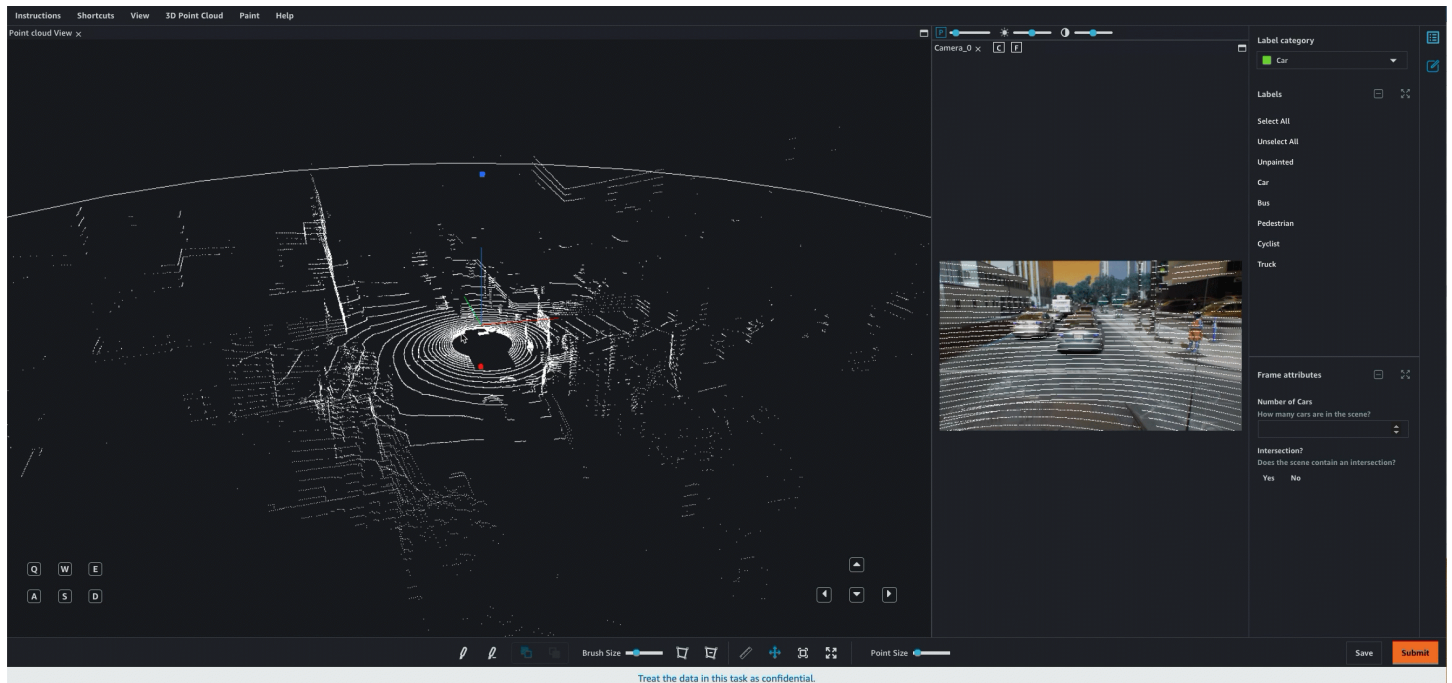 Instructions Shortcuts View 3D Point Cloud Paint Help
Point cloud View x
P
Camera_0 x C F
Label category
Car
Labels
Select All
Unselect All
Unpainted
Car
Bus
Pedestrian
Cyclist
Truck
Frame attributes
Number of Cars
How many cars are in the scene?
Intersection?
Does the scene contain an intersection?
Yes No
Q W E
A S D
Brush Size
Point Size
Save
Submit
Treat the data in this task as confidential.